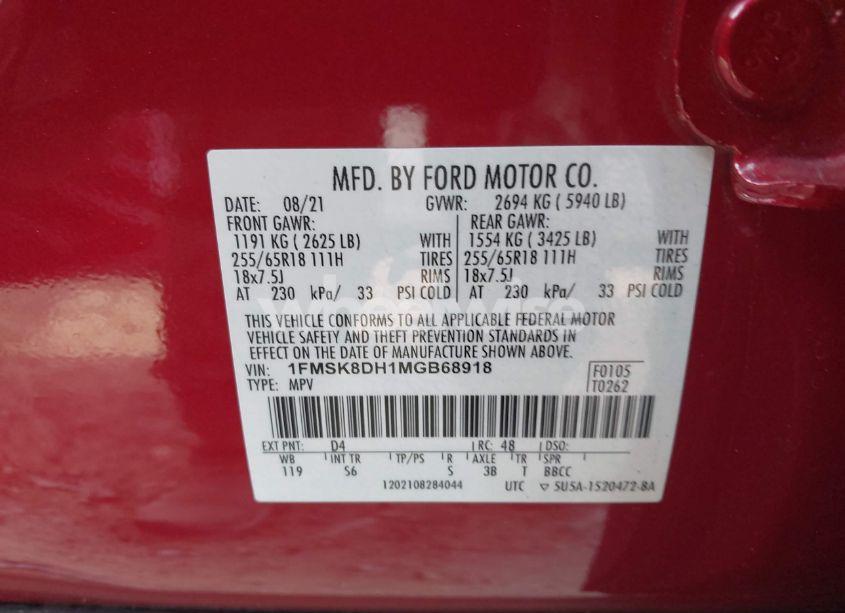 MFD. BY FORD MOTOR CO.
DATE: 08/21 GVWR: 2694 KG ( 5940 LB)
FRONT GAWR: REAR GAWR:
1191 KG ( 2625 LB) WITH 1554 KG ( 3425 LB) WITH
255/65R18 111H TIRES 255/65R18 111H TIRES
18x7.5J RIMS 18x7.5J RIMS
AT 230 kPa/ 33 PSI COLD AT 230 kPa/ 33 PSI COLD
THIS VEHICLE CONFORMS TO ALL APPLICABLE FEDERAL MOTOR
VEHICLE SAFETY AND THEFT PREVENTION STANDARDS IN
EFFECT ON THE DATE OF MANUFACTURE SHOWN ABOVE.
VIN: 1FMSK8DH1MGB68918 F0105
TYPE: MPV T0262
EXT PNT: D4 RC: 48 DSO:
WB INT TR TP/PS R AXLE TR SPR
119 S6 S 3B T BBCC
1202108284044 UTC ▽ 5U5A-1520472-BA